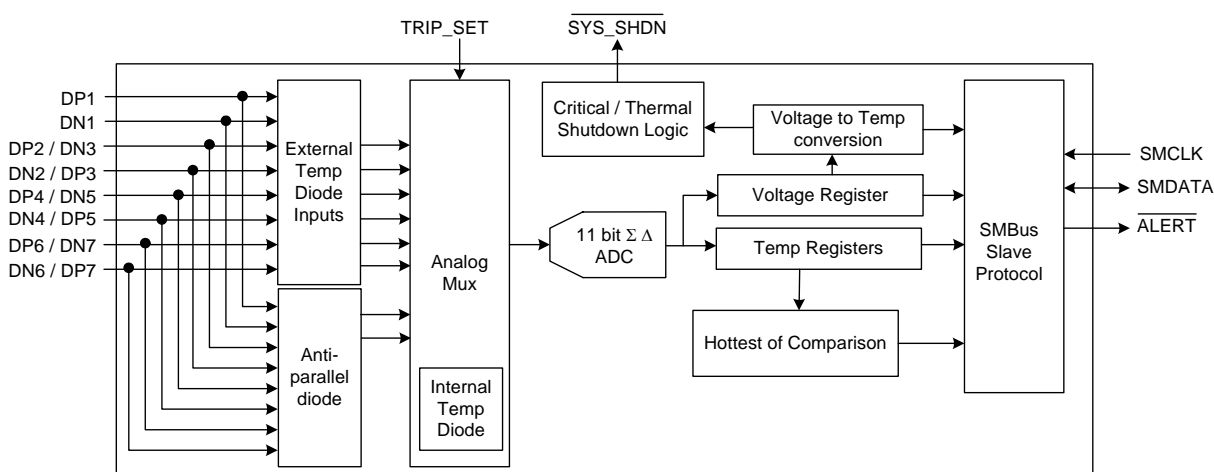 TRIP_SET
SYS_SHDN
DP1
DN1
DP2 / DN3
DN2 / DP3
DP4 / DN5
DN4 / DP5
DP6 / DN7
DN6 / DP7
External
Temp
Diode
Inputs
Anti-
parallel
diode
Analog
Mux
Internal
Temp
Diode
11 bit Σ Δ
ADC
Critical / Thermal
Shutdown Logic
Voltage to Temp
conversion
Voltage Register
Temp Registers
Hottest of Comparison
SMBus
Slave
Protocol
SMCLK
SMDATA
ALERT